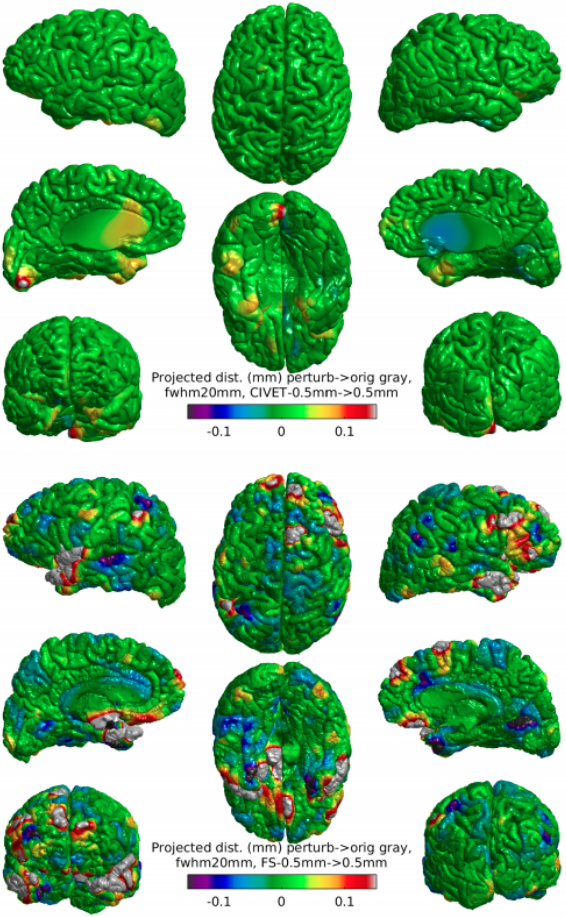 Projected dist. (mm) perturb->orig gray,
fwhm20mm, CIVET-0.5mm->0.5mm
-0.1 0 0.1
Projected dist. (mm) perturb->orig gray,
fwhm20mm, FS-0.5mm->0.5mm
-0.1 0 0.1